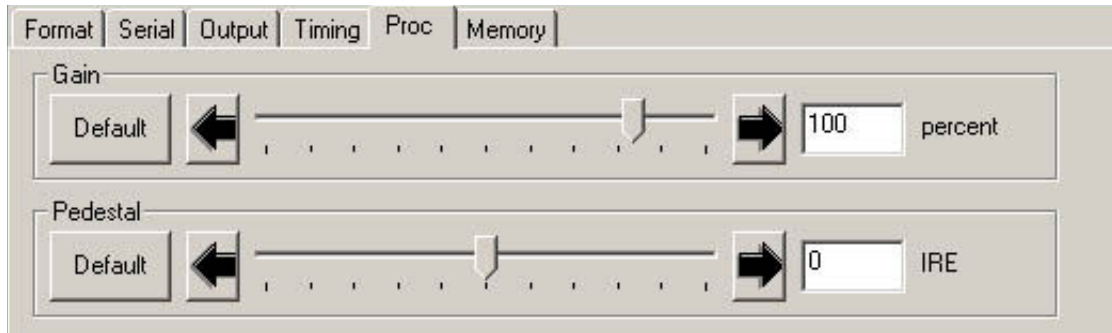 Format Serial Output Timing Proc Memory
Gain
Default 100 percent
Pedestal
Default 0 IRE